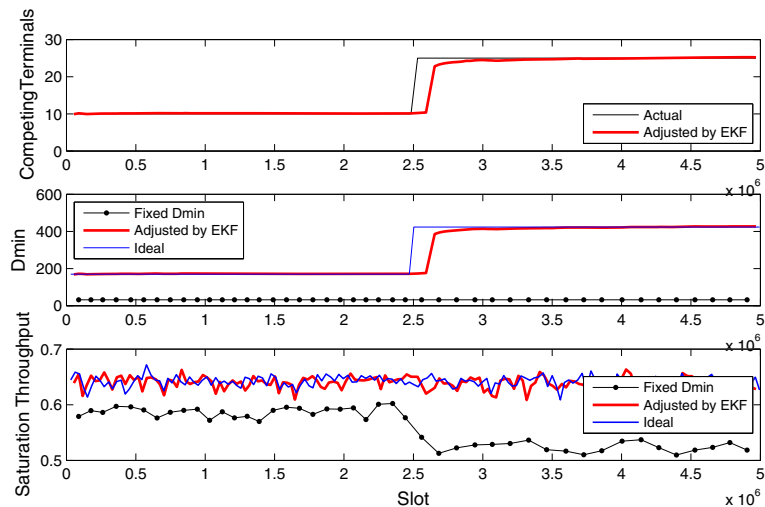 CompetingTerminals
30
20
10
0
0 0.5 1 1.5 2 2.5 3 3.5 4 4.5 5
x 10^6
Actual
Adjusted by EKF
Dmin
600
400
200
0
0 0.5 1 1.5 2 2.5 3 3.5 4 4.5 5
x 10^6
Fixed Dmin
Adjusted by EKF
Ideal
Saturation Throughput
0.7
0.6
0.5
0 0.5 1 1.5 2 2.5 3 3.5 4 4.5 5
x 10^6
Fixed Dmin
Adjusted by EKF
Ideal
Slot